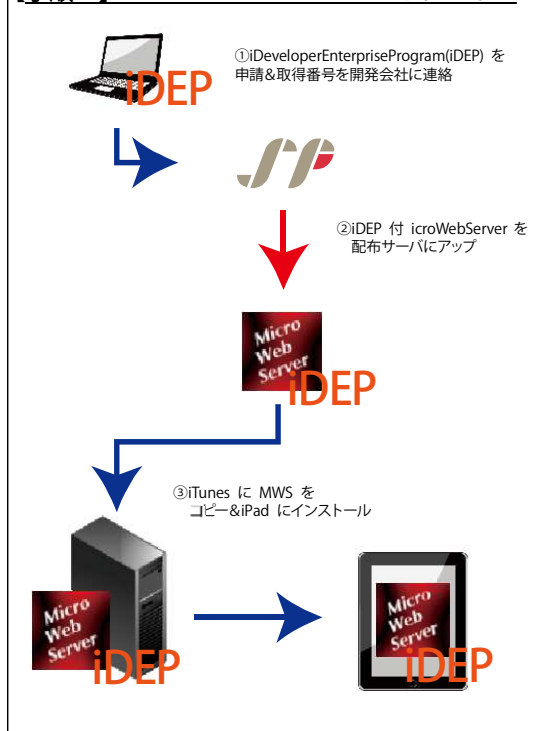 iDEP
①iDeveloperEnterpriseProgram(iDEP) を
申請&取得番号を開発会社に連絡
②iDEP 付 icroWebServer を
配布サーバにアップ
Micro
Web
Server
iDEP
③iTunes に MWS を
コピー&iPad にインストール
Micro
Web
Server
iDEP
Micro
Web
Server
iDEP